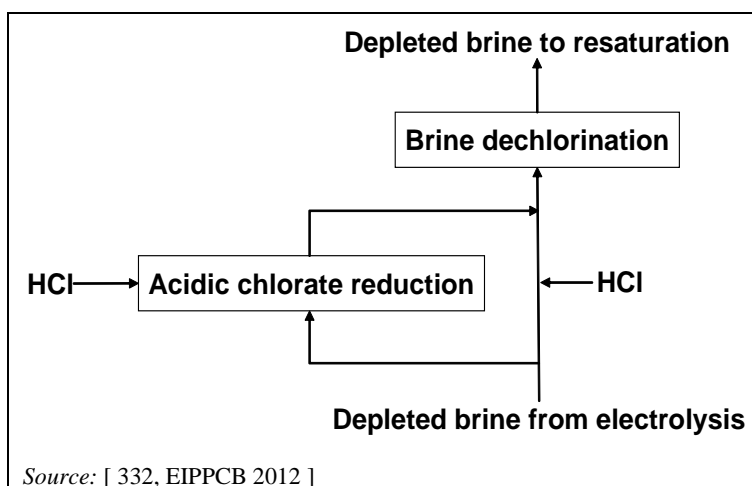 Depleted brine to resaturation
Brine dechlorination
HCl
Acidic chlorate reduction
HCl
Depleted brine from electrolysis
Source: [ 332, EIPPCB 2012 ]